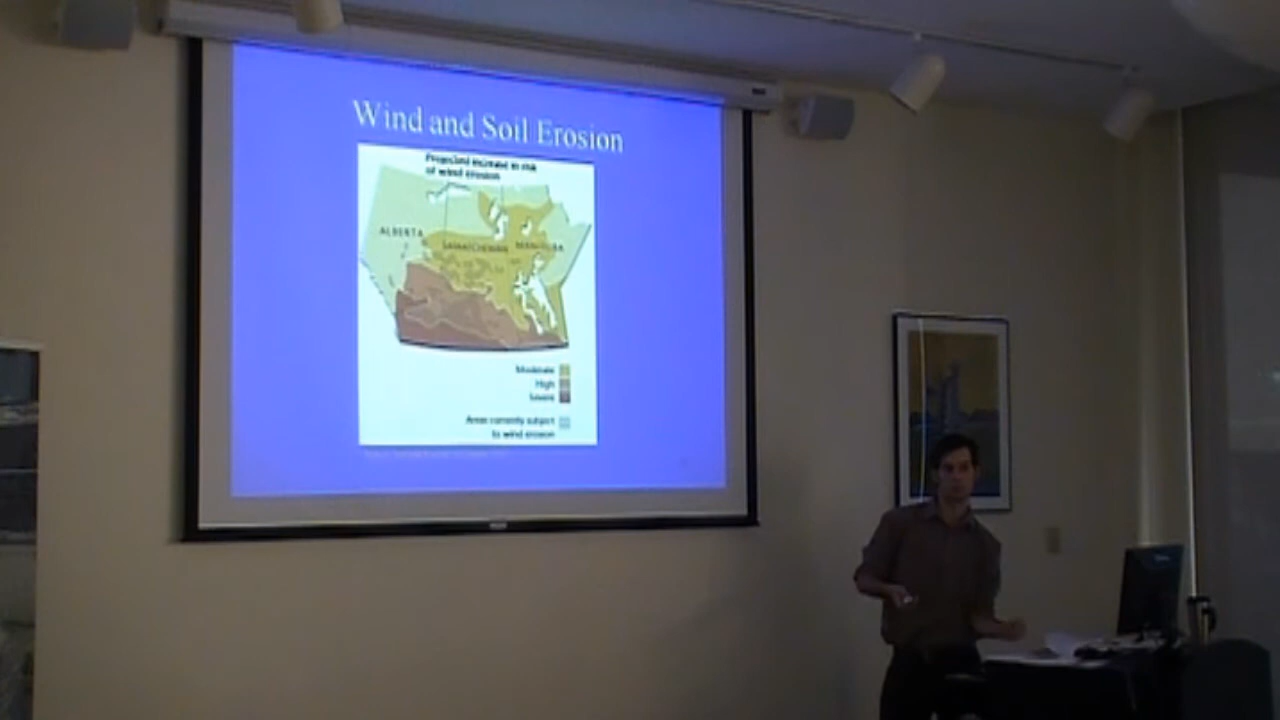 Wind and Soil Erosion
Projected increase in risk
of wind erosion
ALBERTA
SASKATCHEWAN
MANITOBA
Moderate
High
Severe
Areas currently subject
to wind erosion